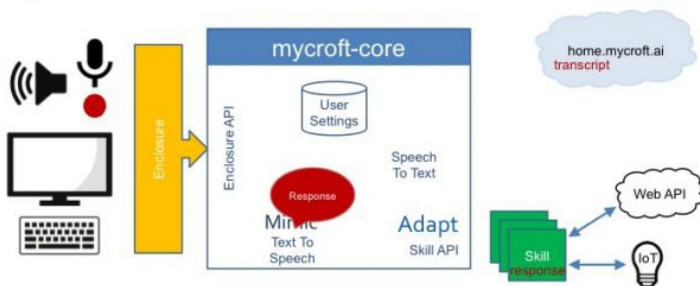 mycroft-core
home.mycroft.ai
transcript
User
Settings
Enclosure
Enclosure API
Speech
To Text
Response
Mimic
Text To
Speech
Adapt
Skill API
Web API
Skill
response
IoT